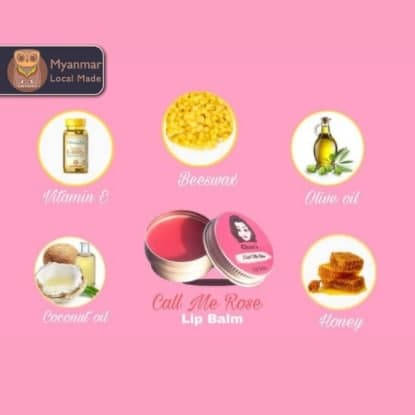 Myanmar
Local Made
Beeswax
Vitamin E
Olive oil
Call Me Rose
Lip Balm
Coconut oil
Honey